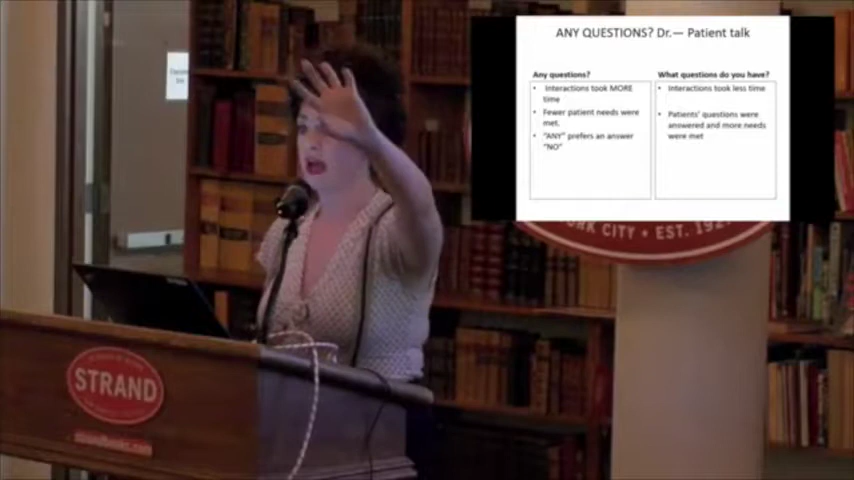 ANY QUESTIONS? Dr.— Patient talk
Any questions?
• Interactions took MORE
time
• Fewer patient needs were
met.
• "ANY" prefers an answer
"NO"
What questions do you have?
• Interactions took less time
• Patients' questions were
answered and more needs
were met
YORK CITY • EST. 192
STRAND